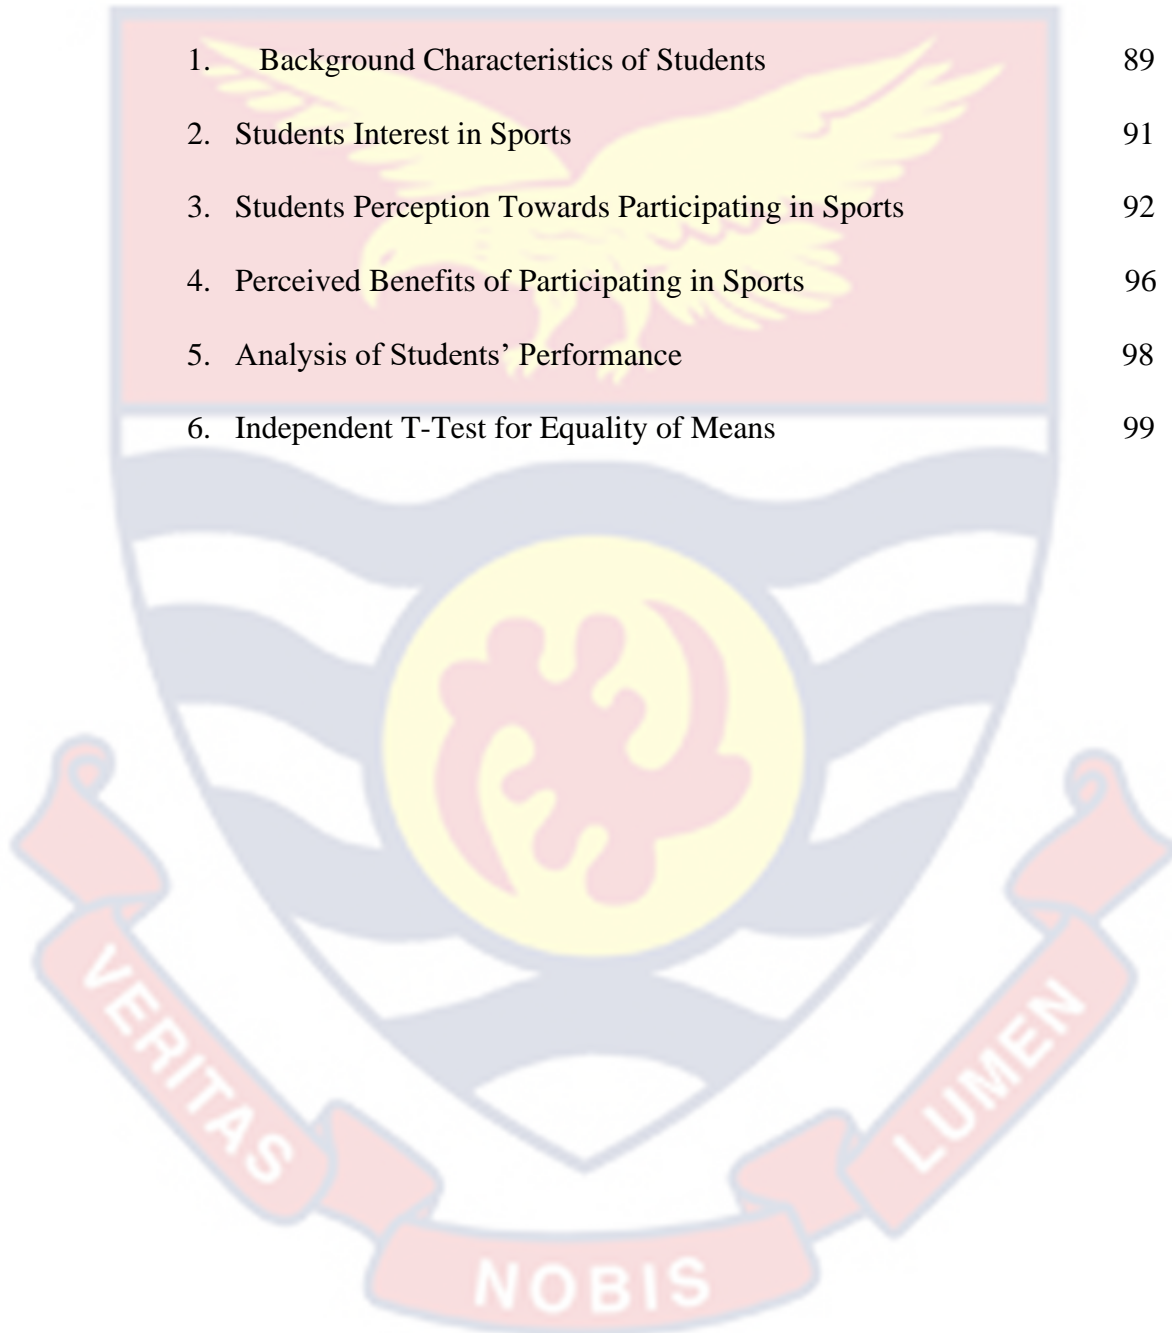 1. Background Characteristics of Students 89
2. Students Interest in Sports 91
3. Students Perception Towards Participating in Sports 92
4. Perceived Benefits of Participating in Sports 96
5. Analysis of Students’ Performance 98
6. Independent T-Test for Equality of Means 99
VERITAS
NOBIS
LUMEN